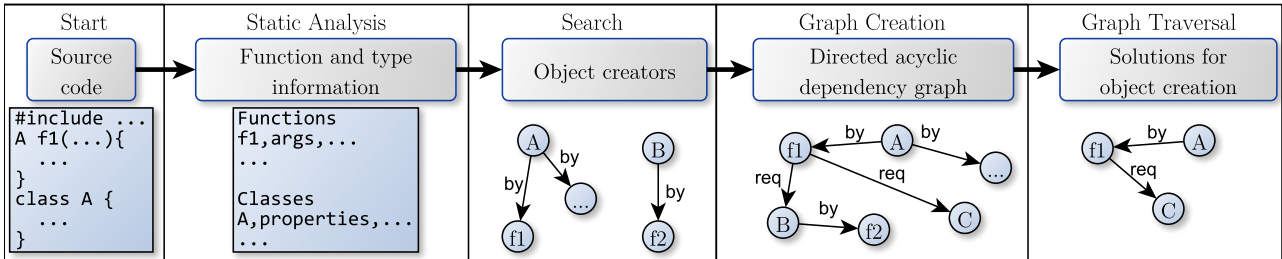 Start
Source
code
#include ...
A f1(...){
...
}
class A {
...
}
Static Analysis
Function and type
information
Functions
f1,args,...
...
Classes
A,properties,...
...
Search
Object creators
A
by
by
...
f1
B
by
f2
Graph Creation
Directed acyclic
dependency graph
f1
by
A
by
...
req
req
B
by
f2
C
Graph Traversal
Solutions for
object creation
f1
by
A
req
C